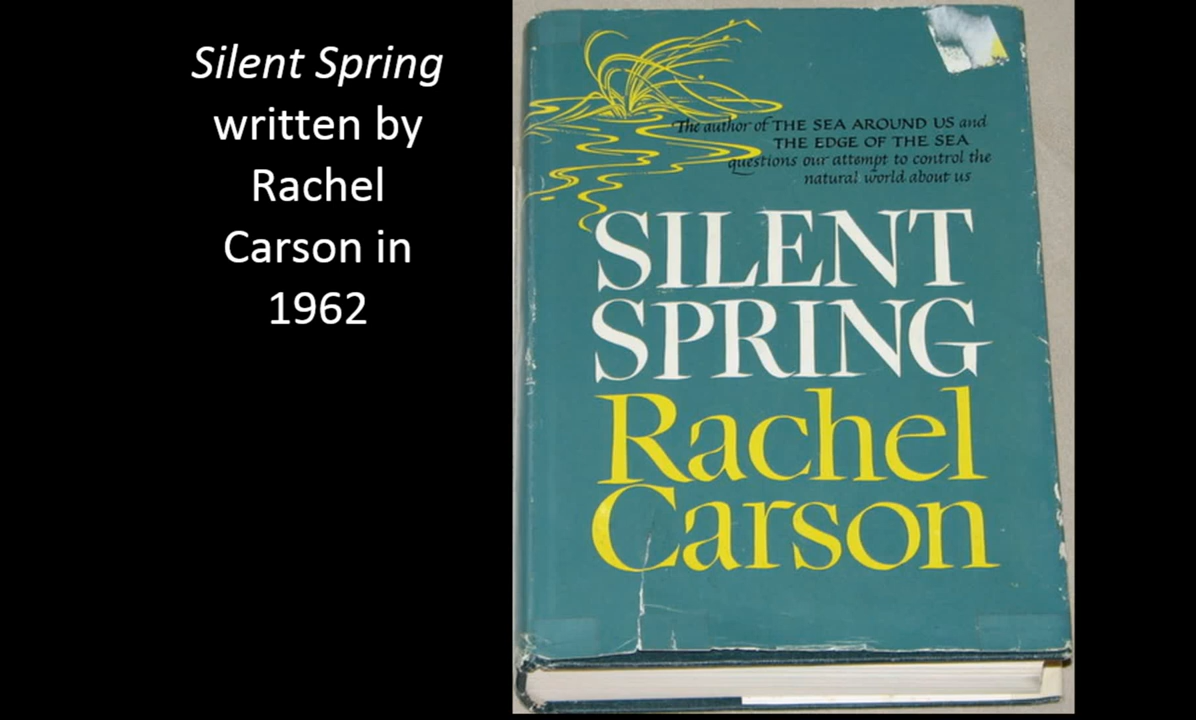 Silent Spring
written by
Rachel
Carson in
1962
The author of THE SEA AROUND US and
THE EDGE OF THE SEA
questions our attempt to control the
natural world about us
SILENT
SPRING
Rachel
Carson